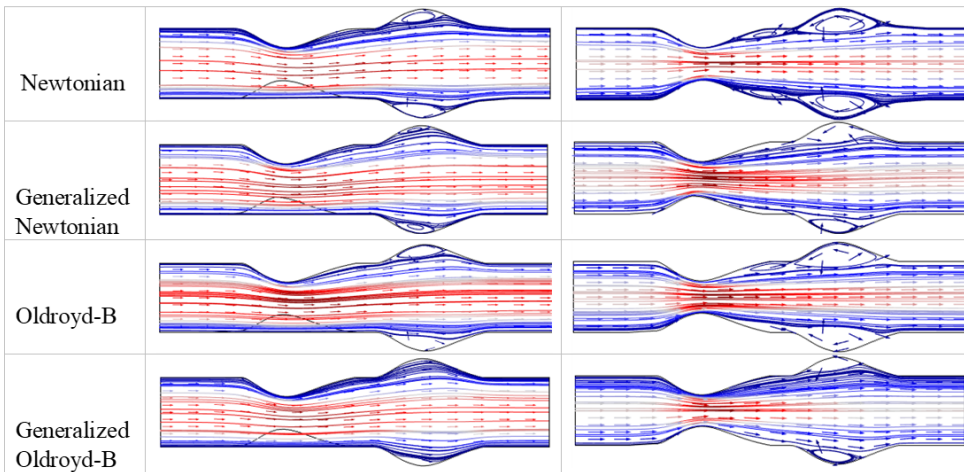 Newtonian
Generalized
Newtonian
Oldroyd-B
Generalized
Oldroyd-B